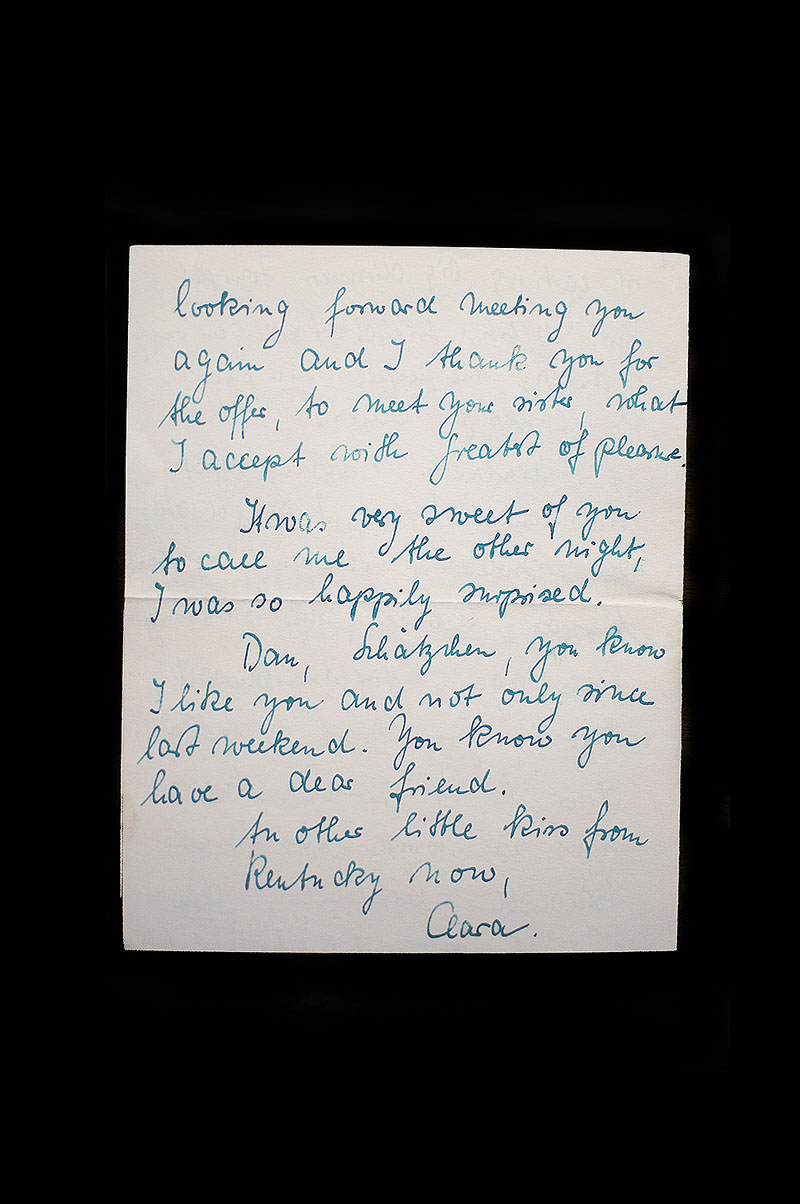 looking forward meeting you
again and I thank you for
the offer, to meet your sister, what
I accept with greatest of pleasure.
It was very sweet of you
to call me the other night,
I was so happily surprised.
Dan, Schätzchen, you know
I like you and not only since
last weekend. You know you
have a dear friend.
An other little kiss from
Kentucky now,
Clara.